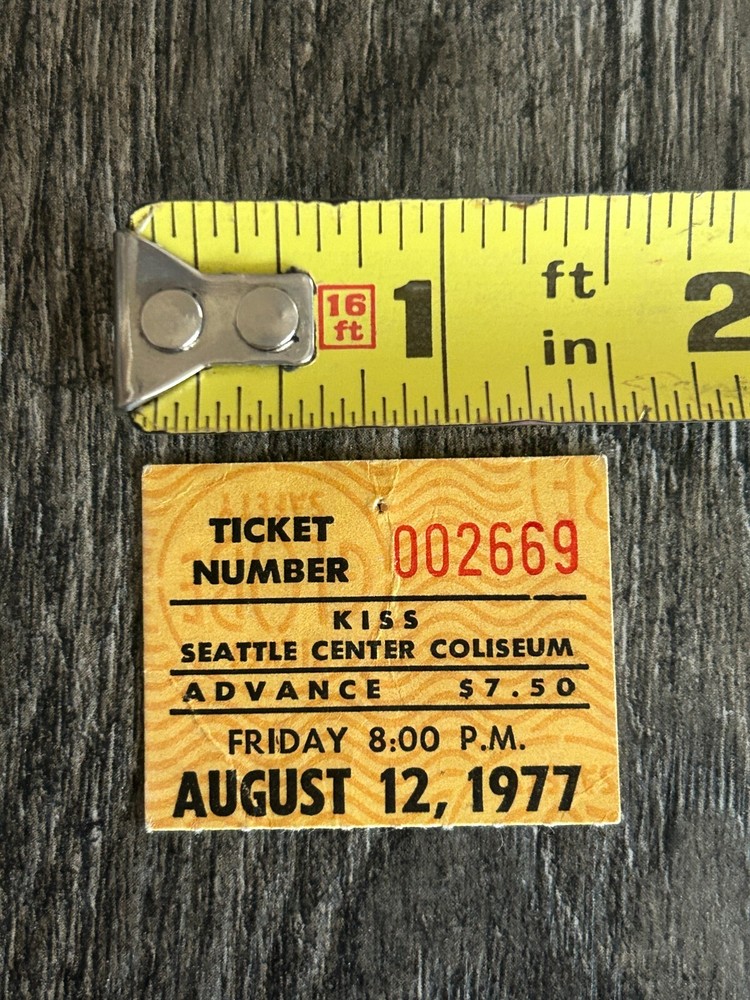 16
ft
1
ft
in
2
TICKET
NUMBER
002669
KISS
SEATTLE CENTER COLISEUM
ADVANCE $7.50
FRIDAY 8:00 P.M.
AUGUST 12, 1977